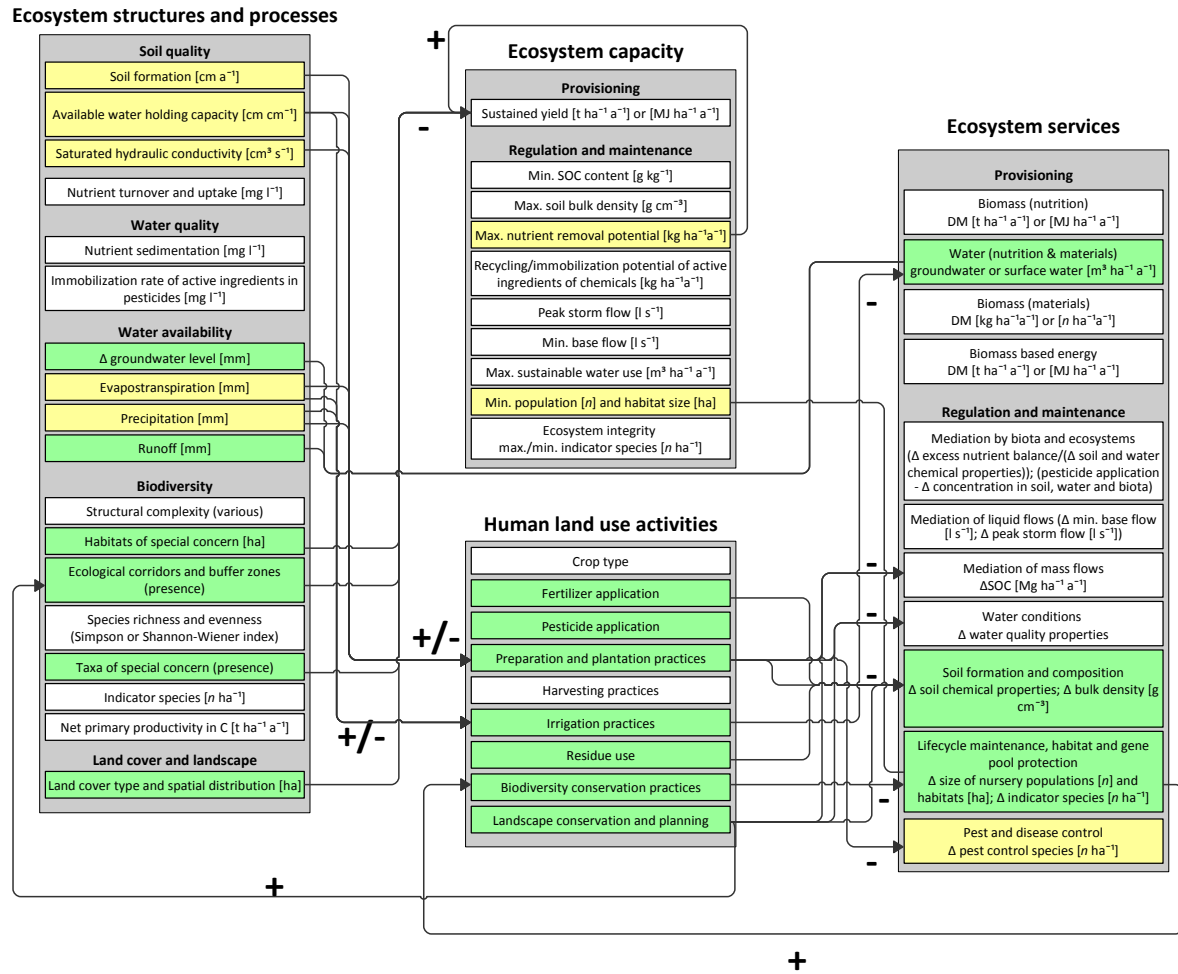 Ecosystem structures and processes
Soil quality
Soil formation [cm a⁻¹]
Available water holding capacity [cm cm⁻¹]
Saturated hydraulic conductivity [cm³ s⁻¹]
Nutrient turnover and uptake [mg l⁻¹]
Water quality
Nutrient sedimentation [mg l⁻¹]
Immobilization rate of active ingredients in
pesticides [mg l⁻¹]
Water availability
Δ groundwater level [mm]
Evapostranspiration [mm]
Precipitation [mm]
Runoff [mm]
Biodiversity
Structural complexity (various)
Habitats of special concern [ha]
Ecological corridors and buffer zones
(presence)
Species richness and evenness
(Simpson or Shannon-Wiener index)
Taxa of special concern (presence)
Indicator species [n ha⁻¹]
Net primary productivity in C [t ha⁻¹ a⁻¹]
Land cover and landscape
Land cover type and spatial distribution [ha]
+
-
+/-
+/-
+
Ecosystem capacity
Provisioning
Sustained yield [t ha⁻¹ a⁻¹] or [MJ ha⁻¹ a⁻¹]
Regulation and maintenance
Min. SOC content [g kg⁻¹]
Max. soil bulk density [g cm⁻³]
Max. nutrient removal potential [kg ha⁻¹a⁻¹]
Recycling/immobilization potential of active
ingredients of chemicals [kg ha⁻¹a⁻¹]
Peak storm flow [l s⁻¹]
Min. base flow [l s⁻¹]
Max. sustainable water use [m³ ha⁻¹ a⁻¹]
Min. population [n] and habitat size [ha]
Ecosystem integrity
max./min. indicator species [n ha⁻¹]
Human land use activities
Crop type
Fertilizer application
Pesticide application
Preparation and plantation practices
Harvesting practices
Irrigation practices
Residue use
Biodiversity conservation practices
Landscape conservation and planning
Ecosystem services
Provisioning
Biomass (nutrition)
DM [t ha⁻¹ a⁻¹] or [MJ ha⁻¹ a⁻¹]
Water (nutrition & materials)
groundwater or surface water [m³ ha⁻¹ a⁻¹]
Biomass (materials)
DM [kg ha⁻¹a⁻¹] or [n ha⁻¹a⁻¹]
Biomass based energy
DM [t ha⁻¹ a⁻¹] or [MJ ha⁻¹ a⁻¹]
Regulation and maintenance
Mediation by biota and ecosystems
(Δ excess nutrient balance/(Δ soil and water
chemical properties)); (pesticide application
- Δ concentration in soil, water and biota)
Mediation of liquid flows (Δ min. base flow
[l s⁻¹]; Δ peak storm flow [l s⁻¹])
Mediation of mass flows
ΔSOC [Mg ha⁻¹ a⁻¹]
Water conditions
Δ water quality properties
Soil formation and composition
Δ soil chemical properties; Δ bulk density [g
cm⁻³]
Lifecycle maintenance, habitat and gene
pool protection
Δ size of nursery populations [n] and
habitats [ha]; Δ indicator species [n ha⁻¹]
Pest and disease control
Δ pest control species [n ha⁻¹]
-
-
-
-
-
-
+